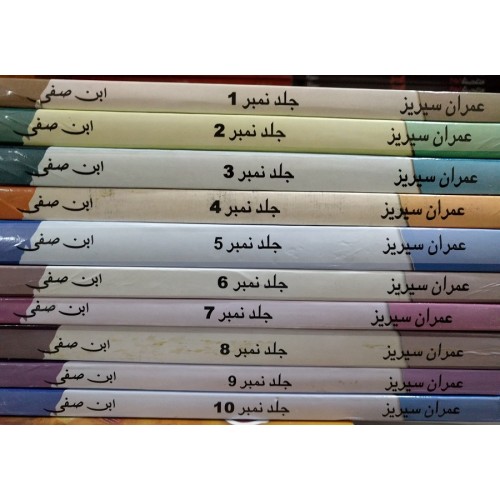 عمران سیریز جلد نمبر 1 ابن صفی
عمران سیریز جلد نمبر 2 ابن صفی
عمران سیریز جلد نمبر 3 ابن صفی
عمران سیریز جلد نمبر 4 ابن صفی
عمران سیریز جلد نمبر 5 ابن صفی
عمران سیریز جلد نمبر 6 ابن صفی
عمران سیریز جلد نمبر 7 ابن صفی
عمران سیریز جلد نمبر 8 ابن صفی
عمران سیریز جلد نمبر 9 ابن صفی
عمران سیریز جلد نمبر 10 ابن صفی